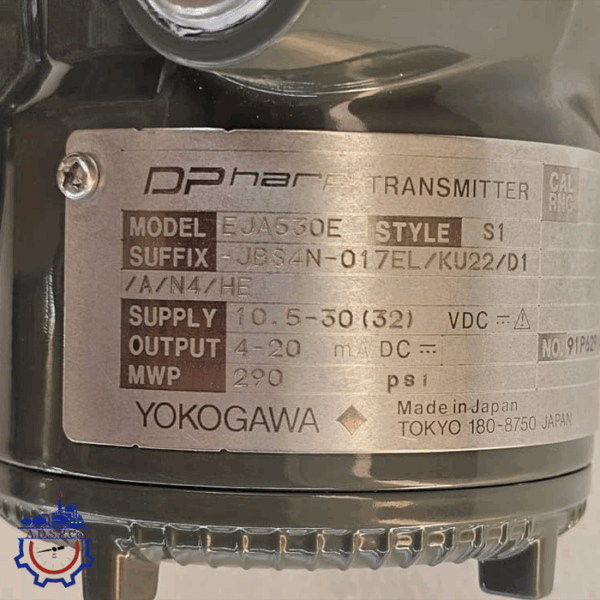 DPharp TRANSMITTER CAL RNG
MODEL EJA530E STYLE S1
SUFFIX -JBS4N-017EL/KU22/D1
/A/N4/HE
SUPPLY 10.5-30(32) VDC ⎓ ⚠
OUTPUT 4-20 mA DC ⎓ NO. 91P629
MWP 290 psi
YOKOGAWA ◆ Made in Japan
TOKYO 180-8750 JAPAN
A.D.S.T.Co